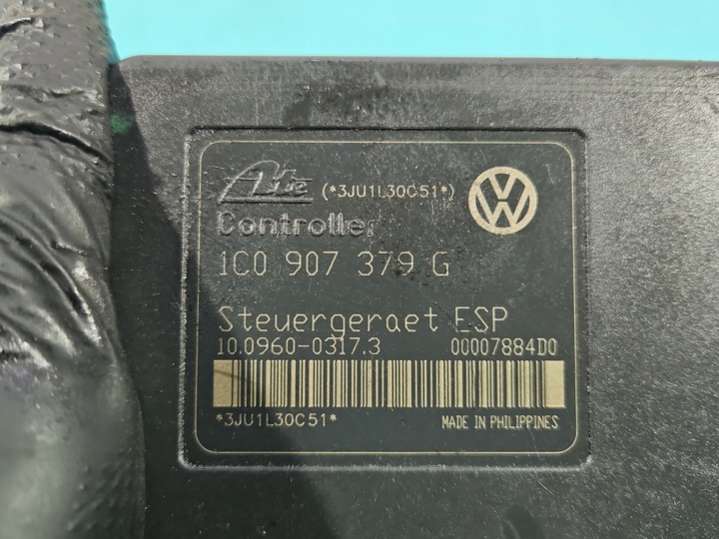 Ate (*3JU1L30C51*)
Controller
1C0 907 379 G
Steuergeraet ESP
10.0960-0317.3 00007884D0
*3JU1L30C51* MADE IN PHILIPPINES